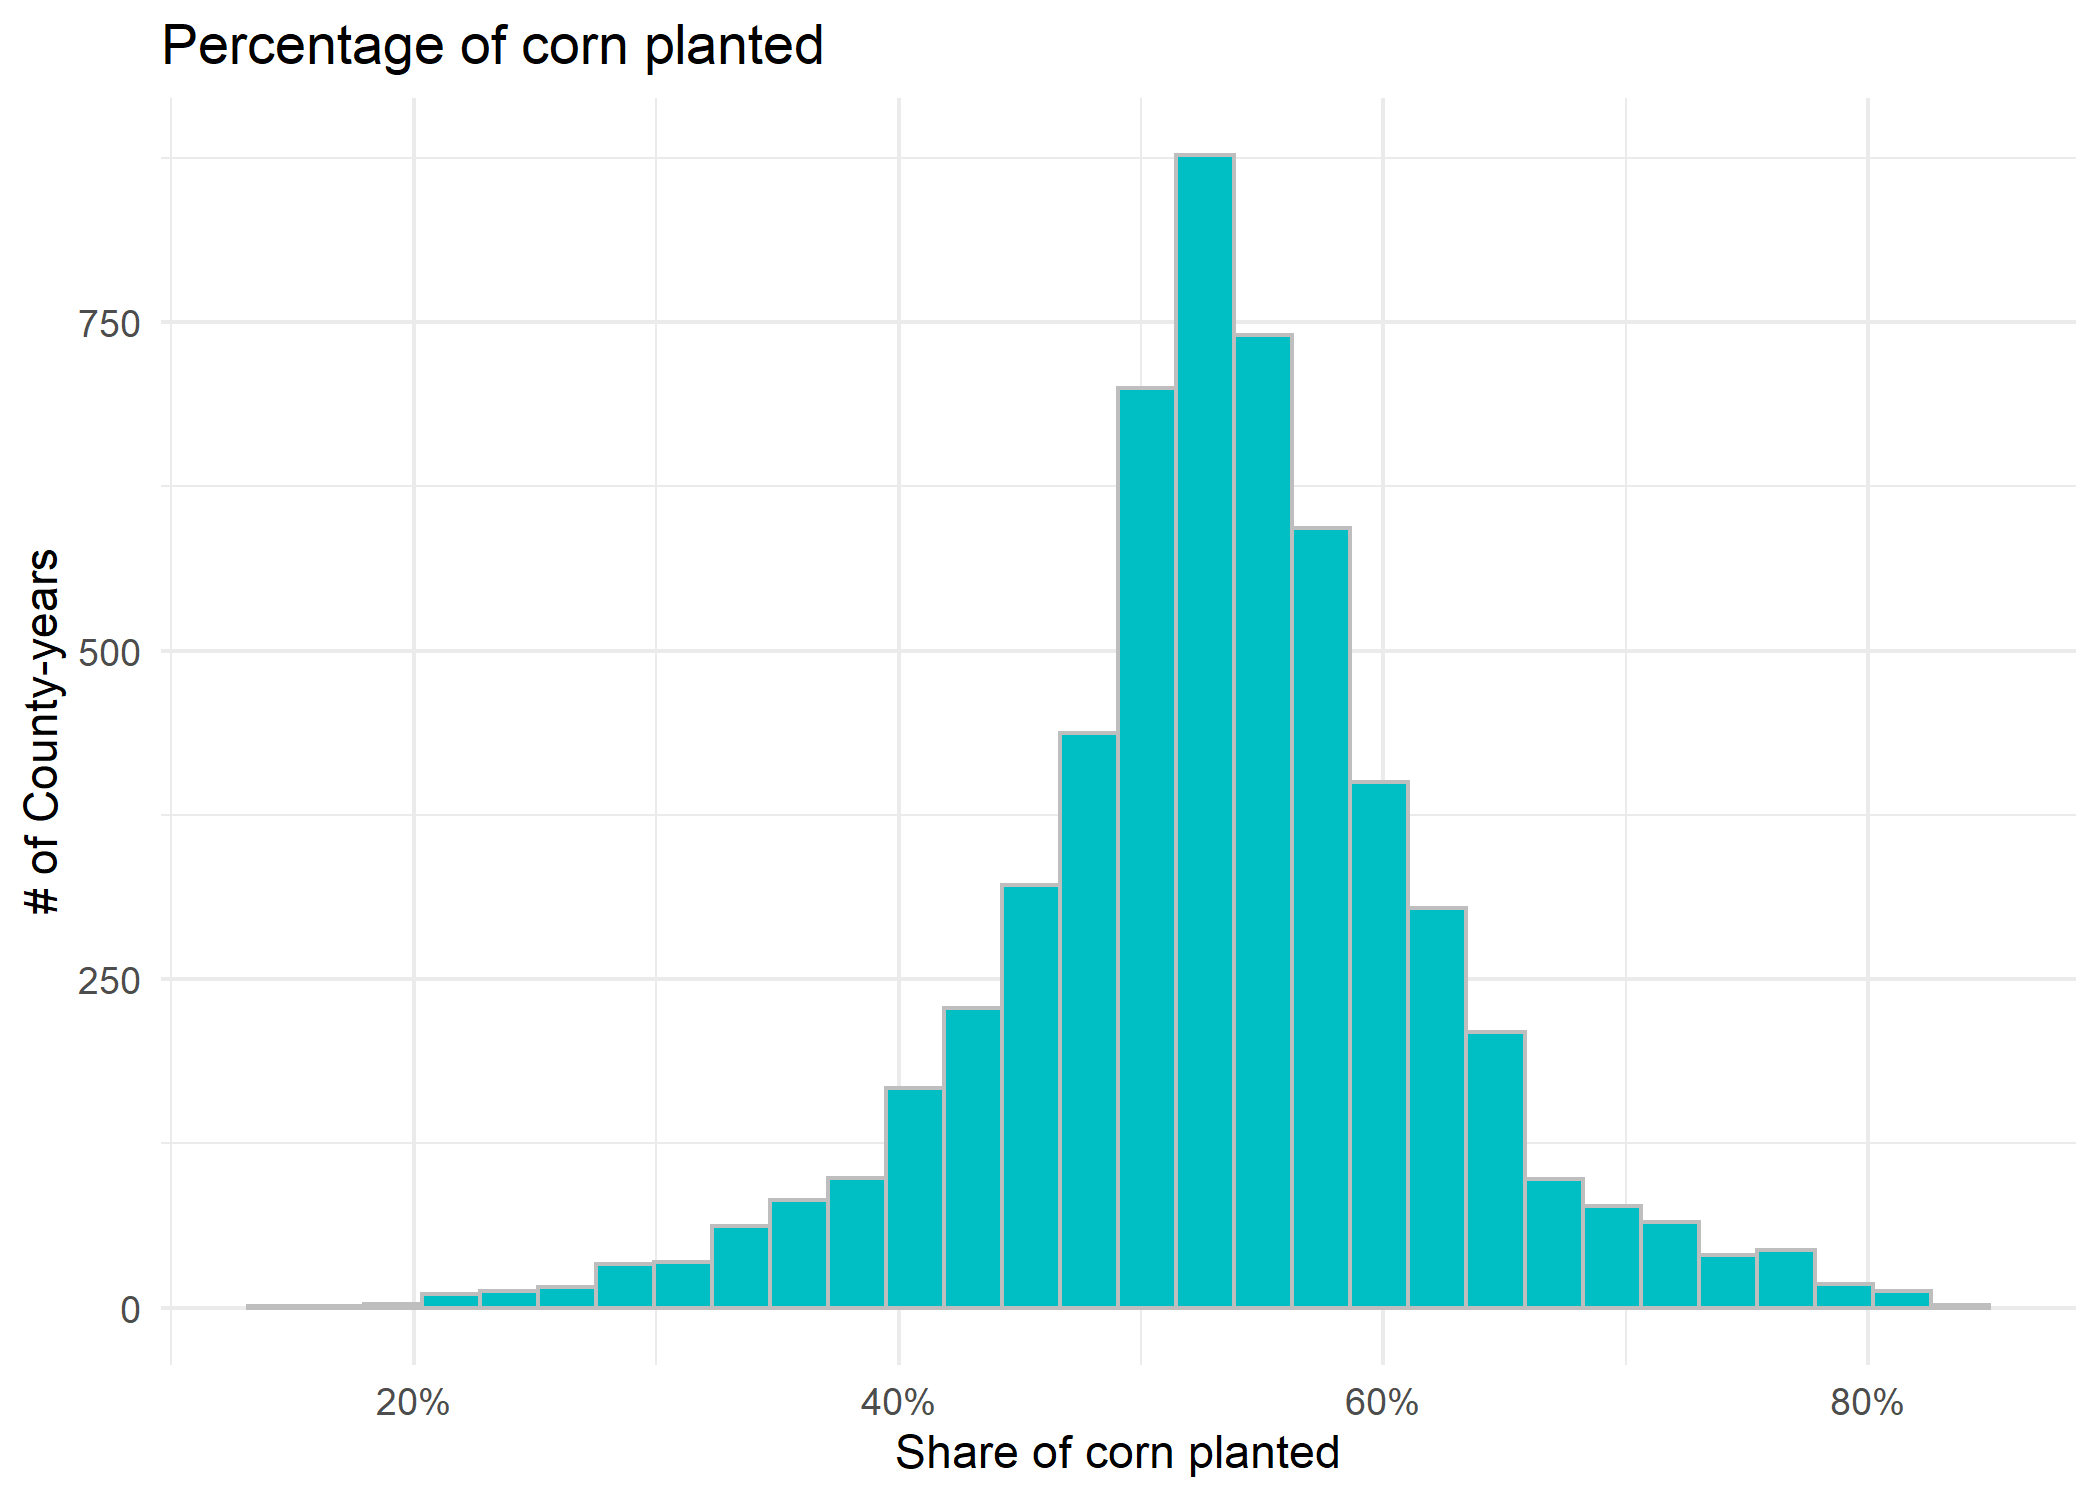 Percentage of corn planted
# of County-years
750
500
250
0
20% 40% 60% 80%
Share of corn planted